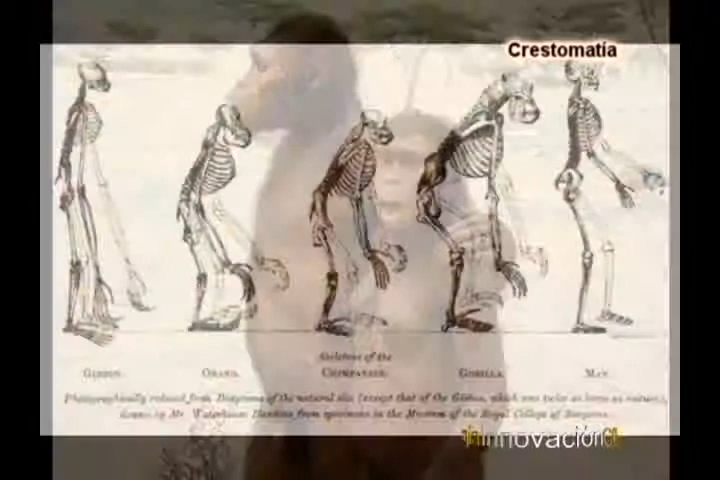 Crestomatía
Skeletons of the
GIBBON. ORANG. CHIMPANZEE. GORILLA. MAN.
Photographically reduced from Diagrams of the natural size (except that of the Gibbon, which was twice as large as nature),
drawn by Mr. Waterhouse Hawkins from specimens in the Museum of the Royal College of Surgeons.
innovación